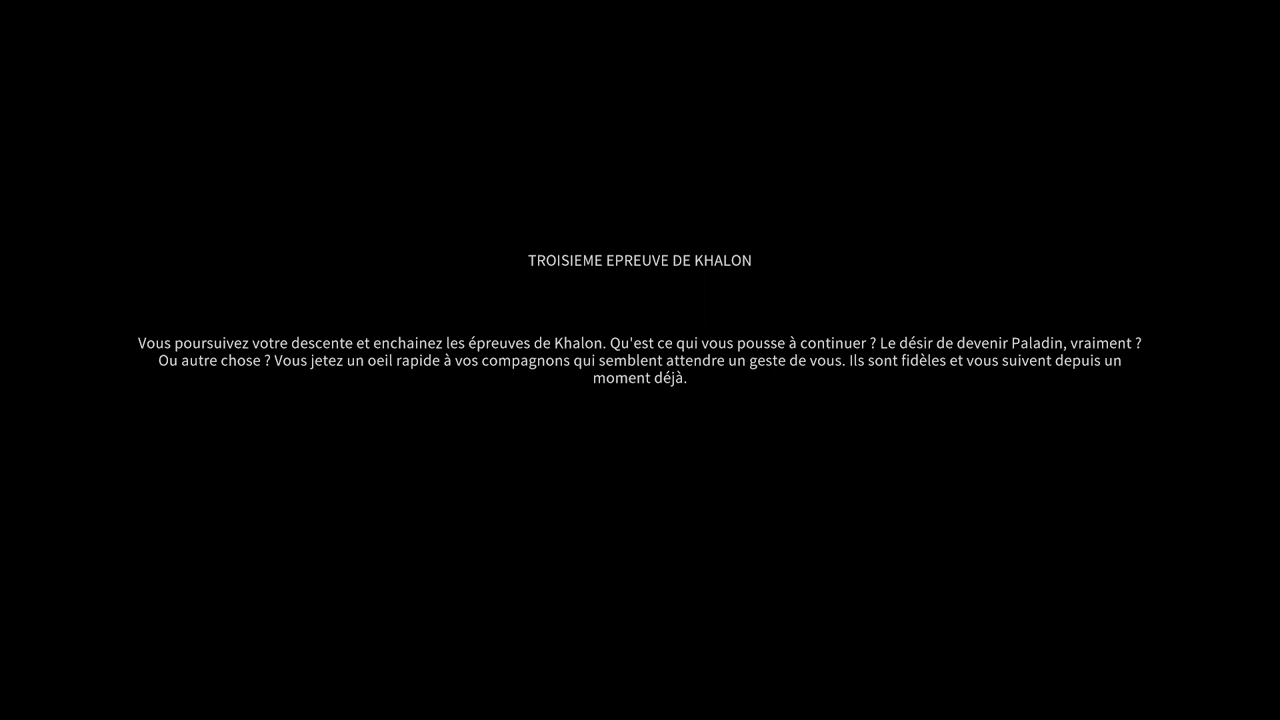 TROISIEME EPREUVE DE KHALON
Vous poursuivez votre descente et enchainez les épreuves de Khalon. Qu'est ce qui vous pousse à continuer ? Le désir de devenir Paladin, vraiment ?
Ou autre chose ? Vous jetez un oeil rapide à vos compagnons qui semblent attendre un geste de vous. Ils sont fidèles et vous suivent depuis un
moment déjà.